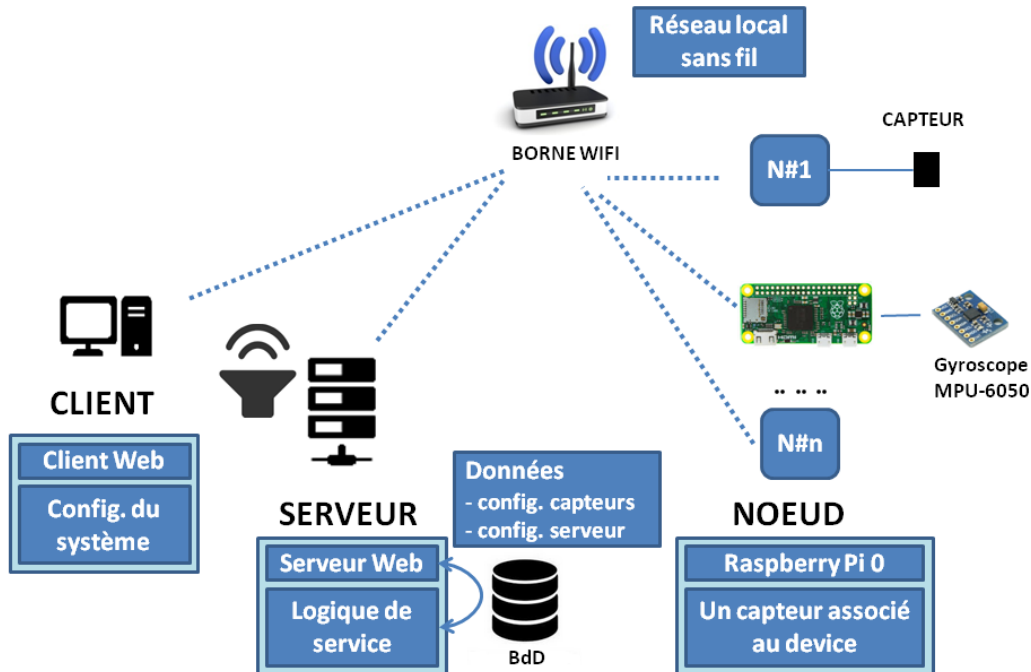 Réseau local
sans fil
BORNE WIFI
CAPTEUR
N#1
Gyroscope
MPU-6050
.. ...
N#n
CLIENT
Client Web
Config. du
système
SERVEUR
Serveur Web
Logique de
service
Données
- config. capteurs
- config. serveur
BdD
NOEUD
Raspberry Pi 0
Un capteur associé
au device